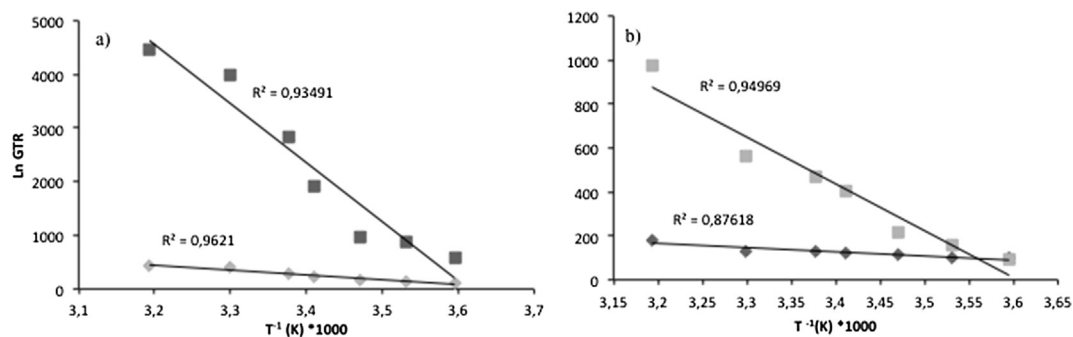 a)
5000
4000
3000
2000
1000
0
Ln GTR
R² = 0,93491
R² = 0,9621
3,1 3,2 3,3 3,4 3,5 3,6 3,7
T⁻¹ (K) *1000
b)
1200
1000
800
600
400
200
0
R² = 0,94969
R² = 0,87618
3,15 3,2 3,25 3,3 3,35 3,4 3,45 3,5 3,55 3,6 3,65
T ⁻¹(K) *1000